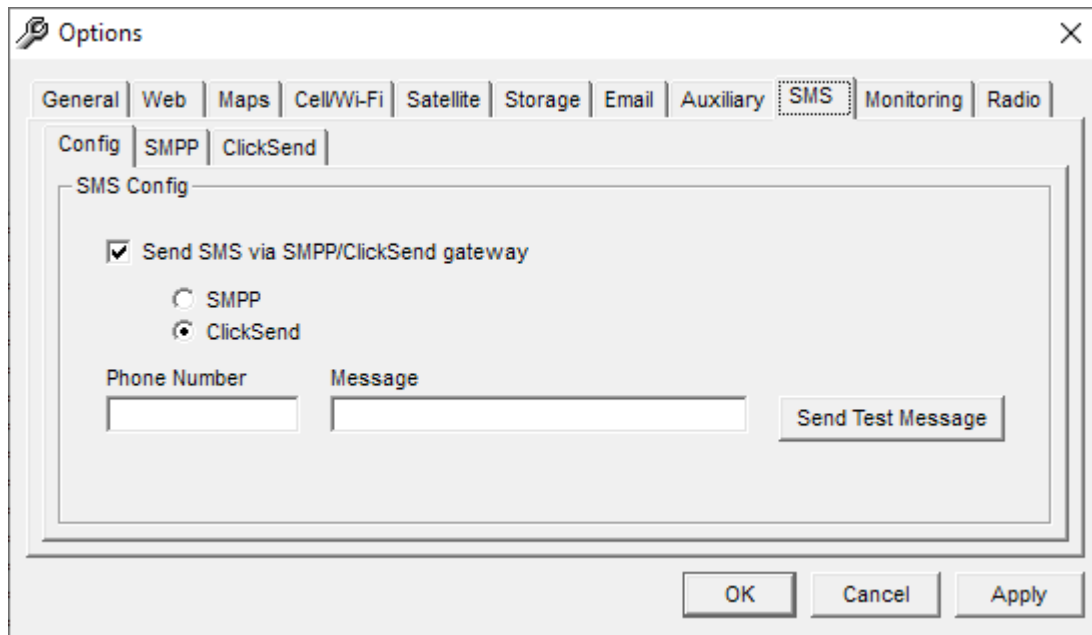 Options
General Web Maps Cell/Wi-Fi Satellite Storage Email Auxiliary SMS Monitoring Radio
Config SMPP ClickSend
SMS Config
Send SMS via SMPP/ClickSend gateway
SMPP
ClickSend
Phone Number Message
Send Test Message
OK Cancel Apply